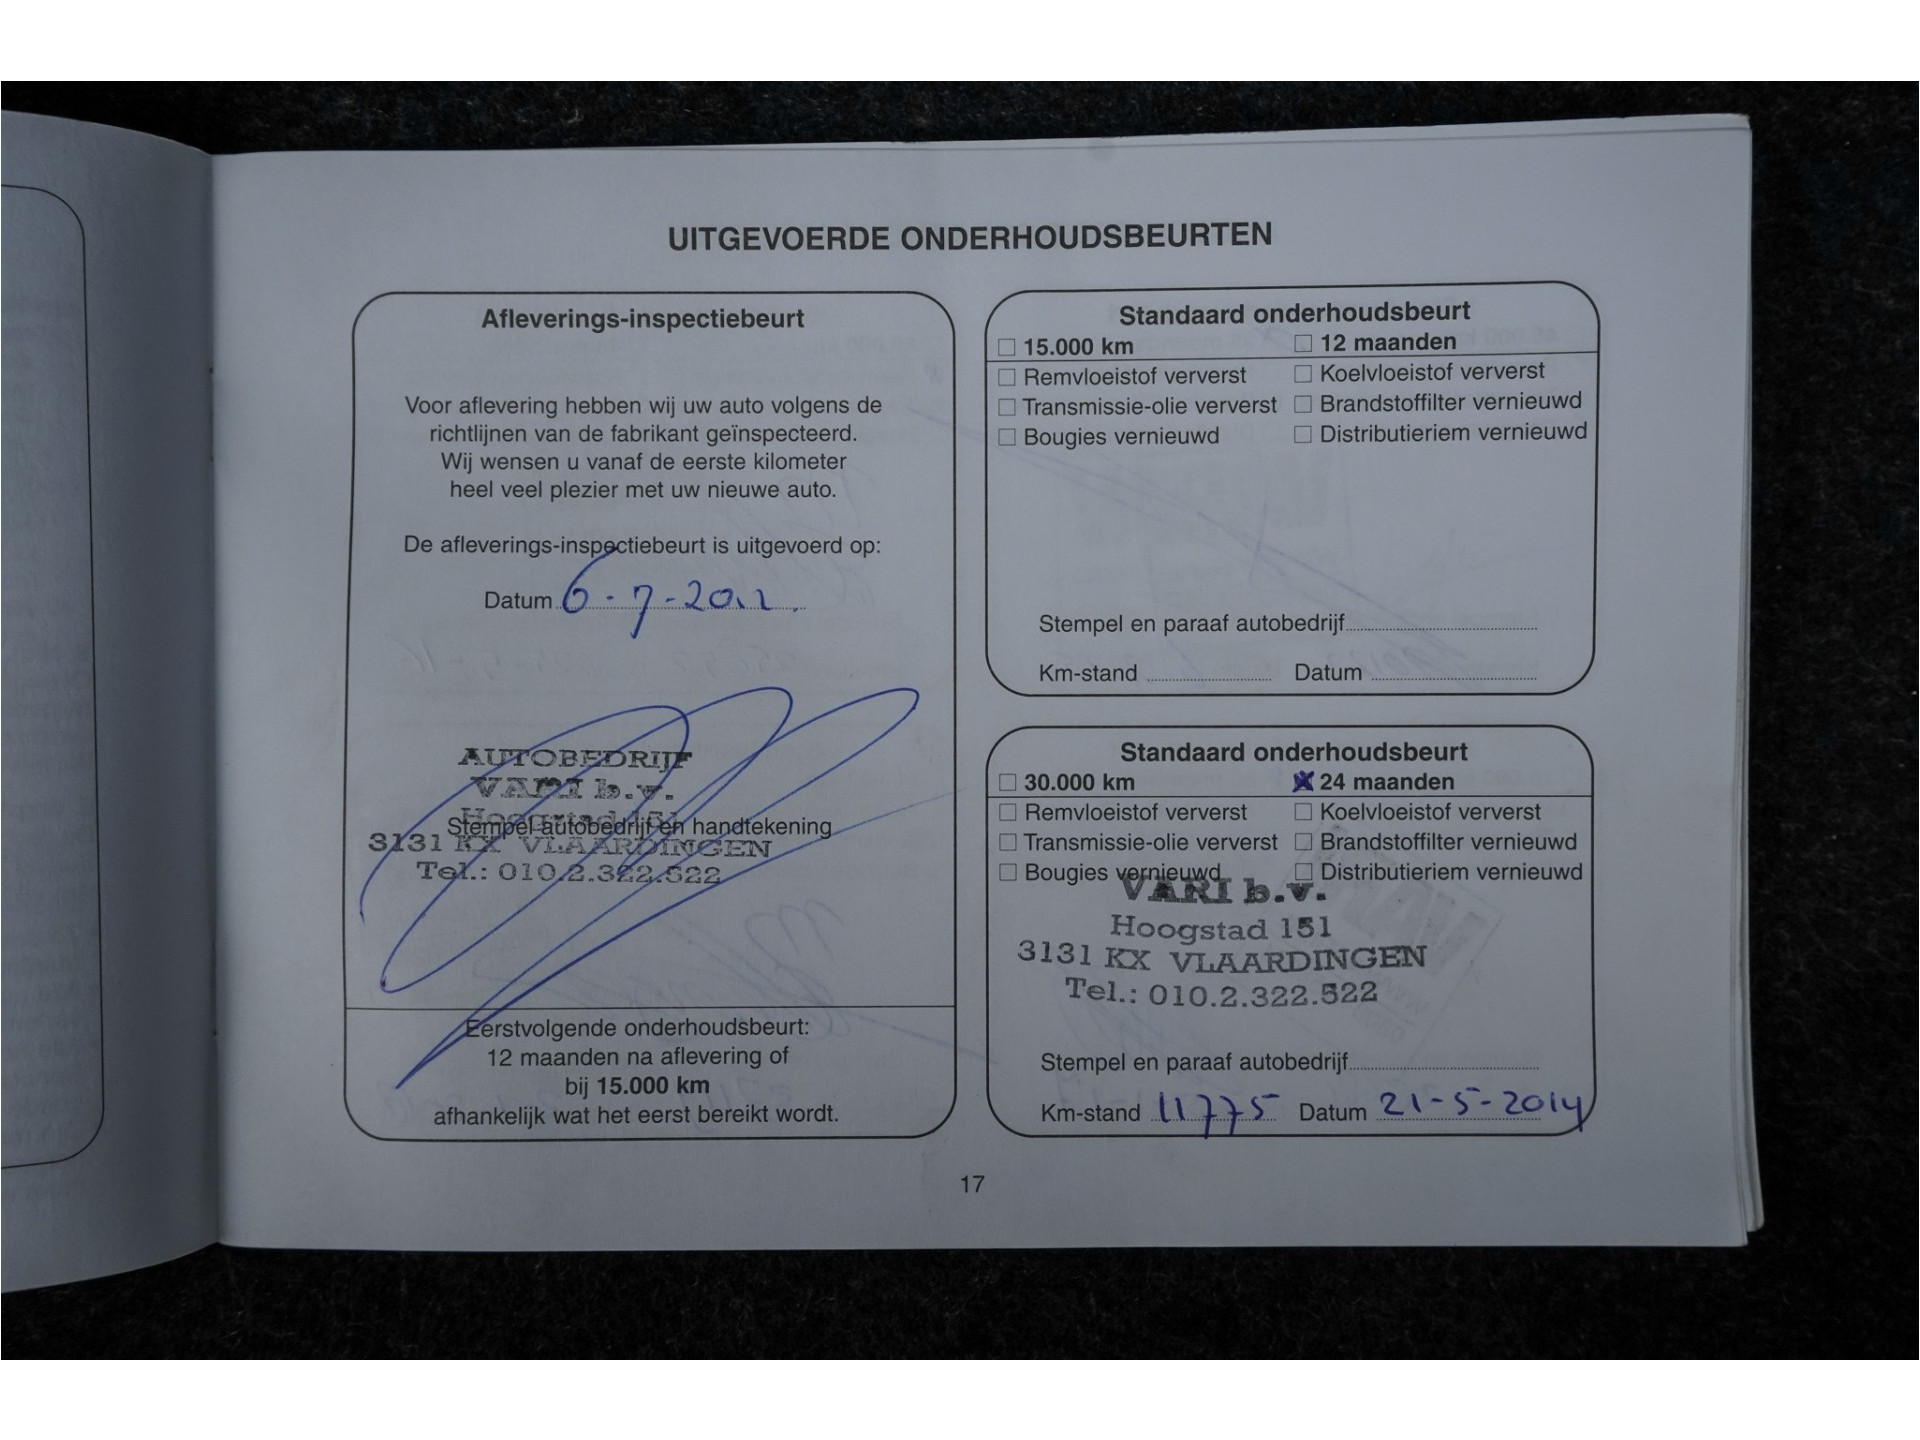 UITGEVOERDE ONDERHOUDSBEURTEN
Afleverings-inspectiebeurt
Voor aflevering hebben wij uw auto volgens de
richtlijnen van de fabrikant geïnspecteerd.
Wij wensen u vanaf de eerste kilometer
heel veel plezier met uw nieuwe auto.
De afleverings-inspectiebeurt is uitgevoerd op:
Datum 6-7-2012
AUTOBEDRIJF
VARI b.v.
Hoogstad 151
Stempel autobedrijf en handtekening
3131 KX VLAARDINGEN
Tel.: 010.2.322.522
Eerstvolgende onderhoudsbeurt:
12 maanden na aflevering of
bij 15.000 km
afhankelijk wat het eerst bereikt wordt.
Standaard onderhoudsbeurt
15.000 km 12 maanden
Remvloeistof ververst Koelvloeistof ververst
Transmissie-olie ververst Brandstoffilter vernieuwd
Bougies vernieuwd Distributieriem vernieuwd
Stempel en paraaf autobedrijf
Km-stand Datum
Standaard onderhoudsbeurt
30.000 km 24 maanden
Remvloeistof ververst Koelvloeistof ververst
Transmissie-olie ververst Brandstoffilter vernieuwd
Bougies vernieuwd Distributieriem vernieuwd
VARI b.v.
Hoogstad 151
3131 KX VLAARDINGEN
Tel.: 010.2.322.522
Stempel en paraaf autobedrijf
Km-stand 11775 Datum 21-5-2014
17